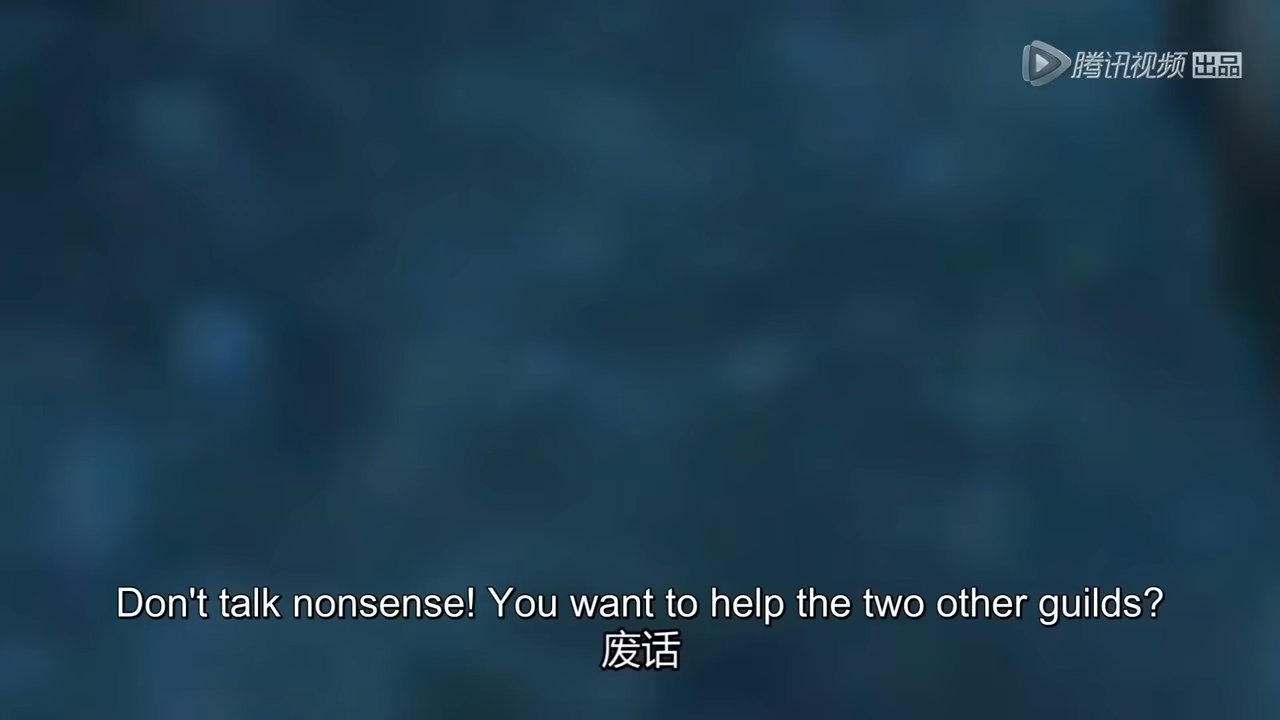 腾讯视频 出品
Don't talk nonsense! You want to help the two other guilds?
废话